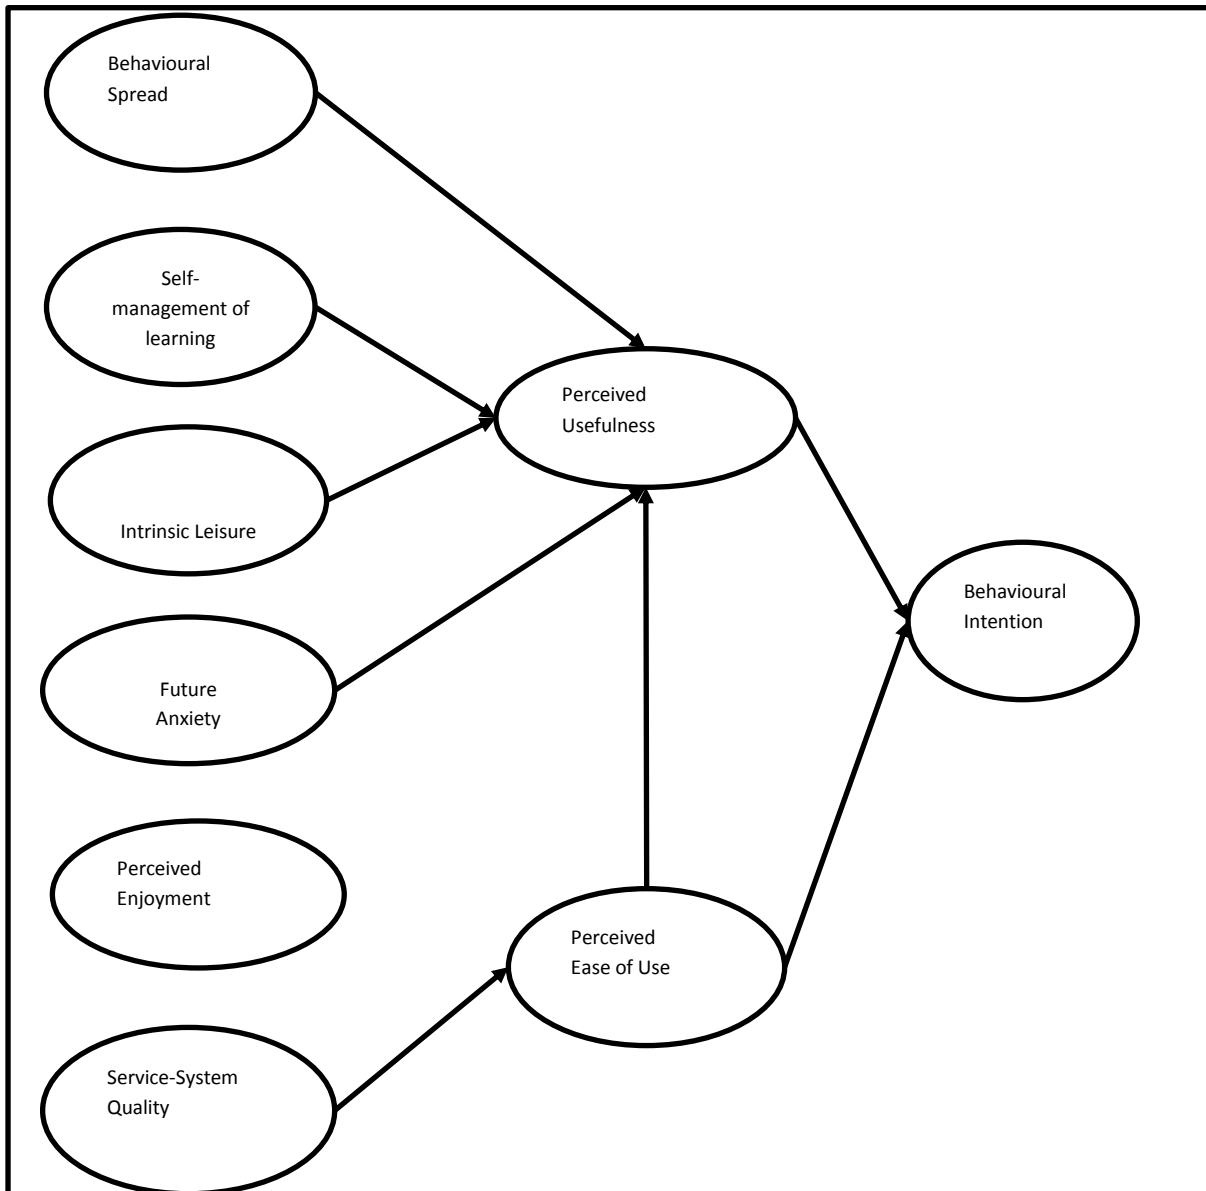 Behavioural
Spread
Self-
management of
learning
Perceived
Usefulness
Intrinsic Leisure
Behavioural
Intention
Future
Anxiety
Perceived
Enjoyment
Perceived
Ease of Use
Service-System
Quality